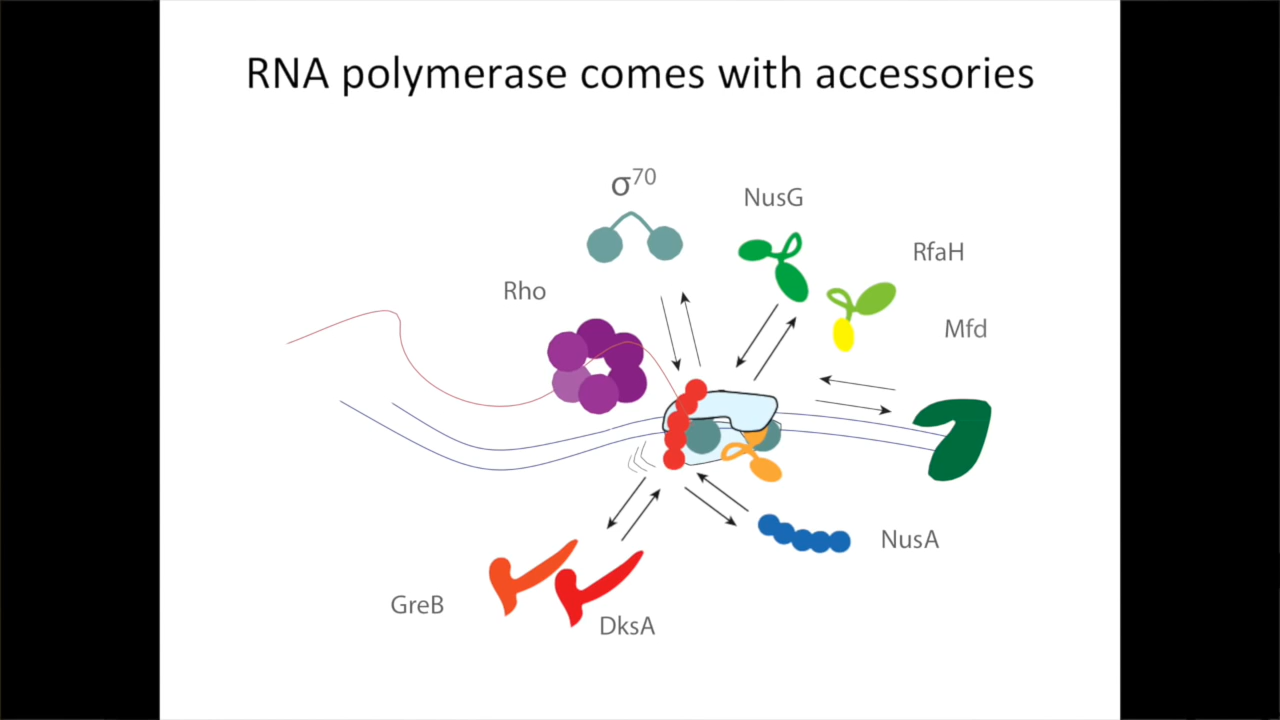 RNA polymerase comes with accessories
σ⁷⁰
NusG
RfaH
Rho
Mfd
NusA
GreB
DksA